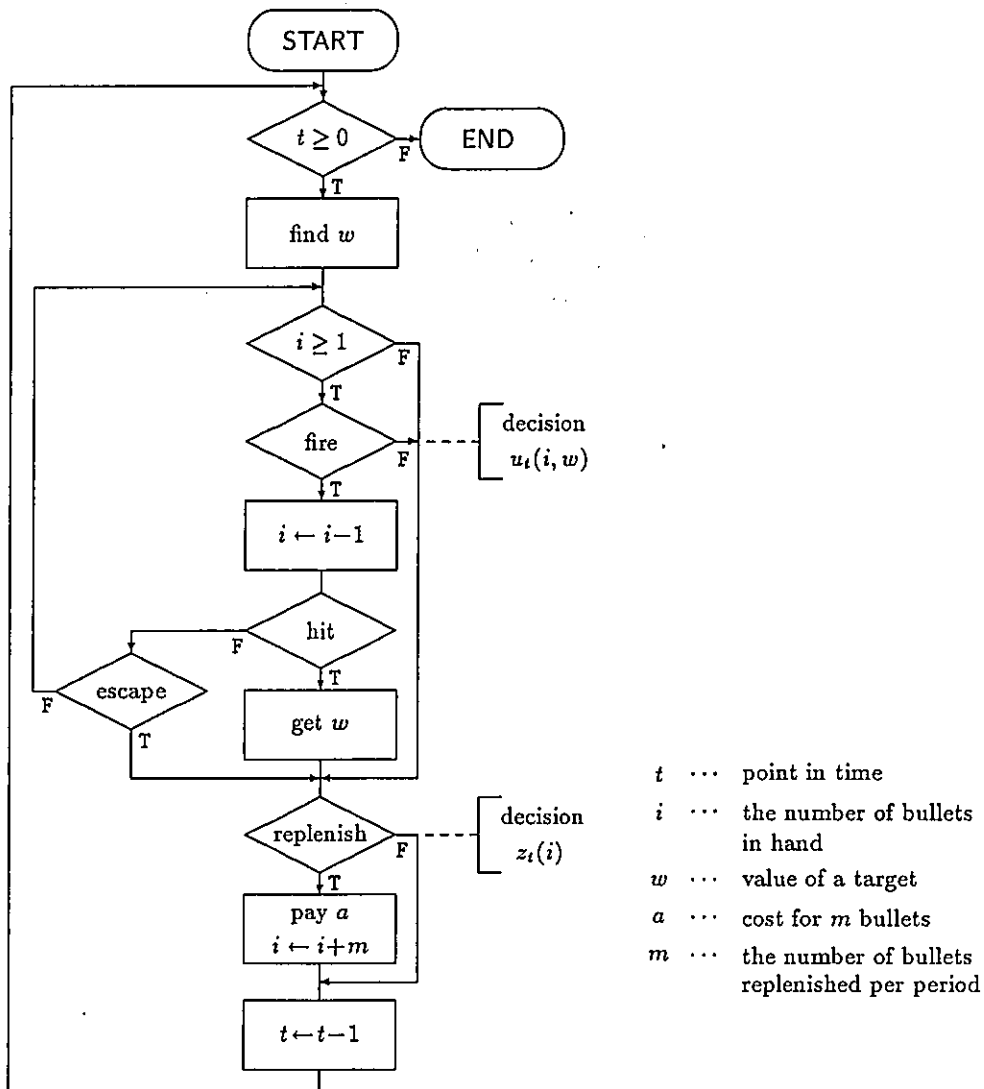 START
t ≥ 0
F
END
T
find w
i ≥ 1
F
T
fire
F
decision
u_t(i, w)
T
i ← i−1
hit
F
T
escape
F
T
get w
replenish
F
decision
z_t(i)
T
pay a
i ← i+m
t ← t−1
t ⋯ point in time
i ⋯ the number of bullets
in hand
w ⋯ value of a target
a ⋯ cost for m bullets
m ⋯ the number of bullets
replenished per period